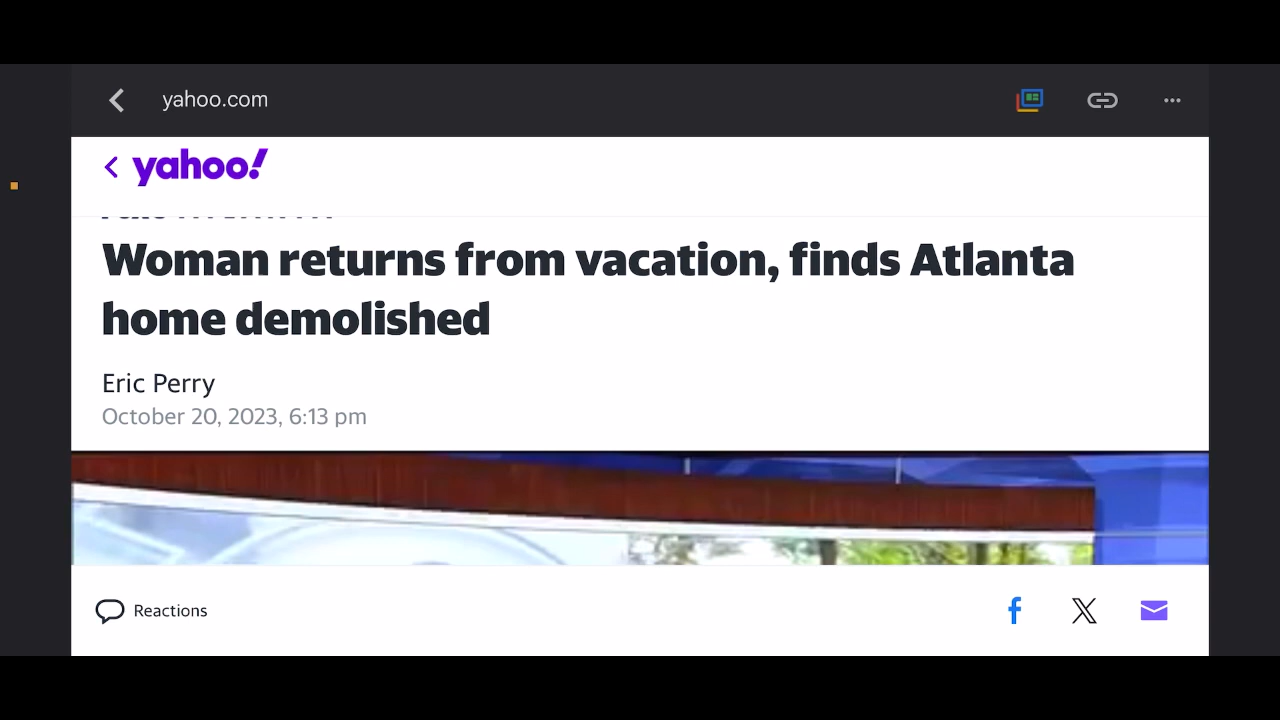 yahoo.com
yahoo!
Woman returns from vacation, finds Atlanta
home demolished
Eric Perry
October 20, 2023, 6:13 pm
Reactions